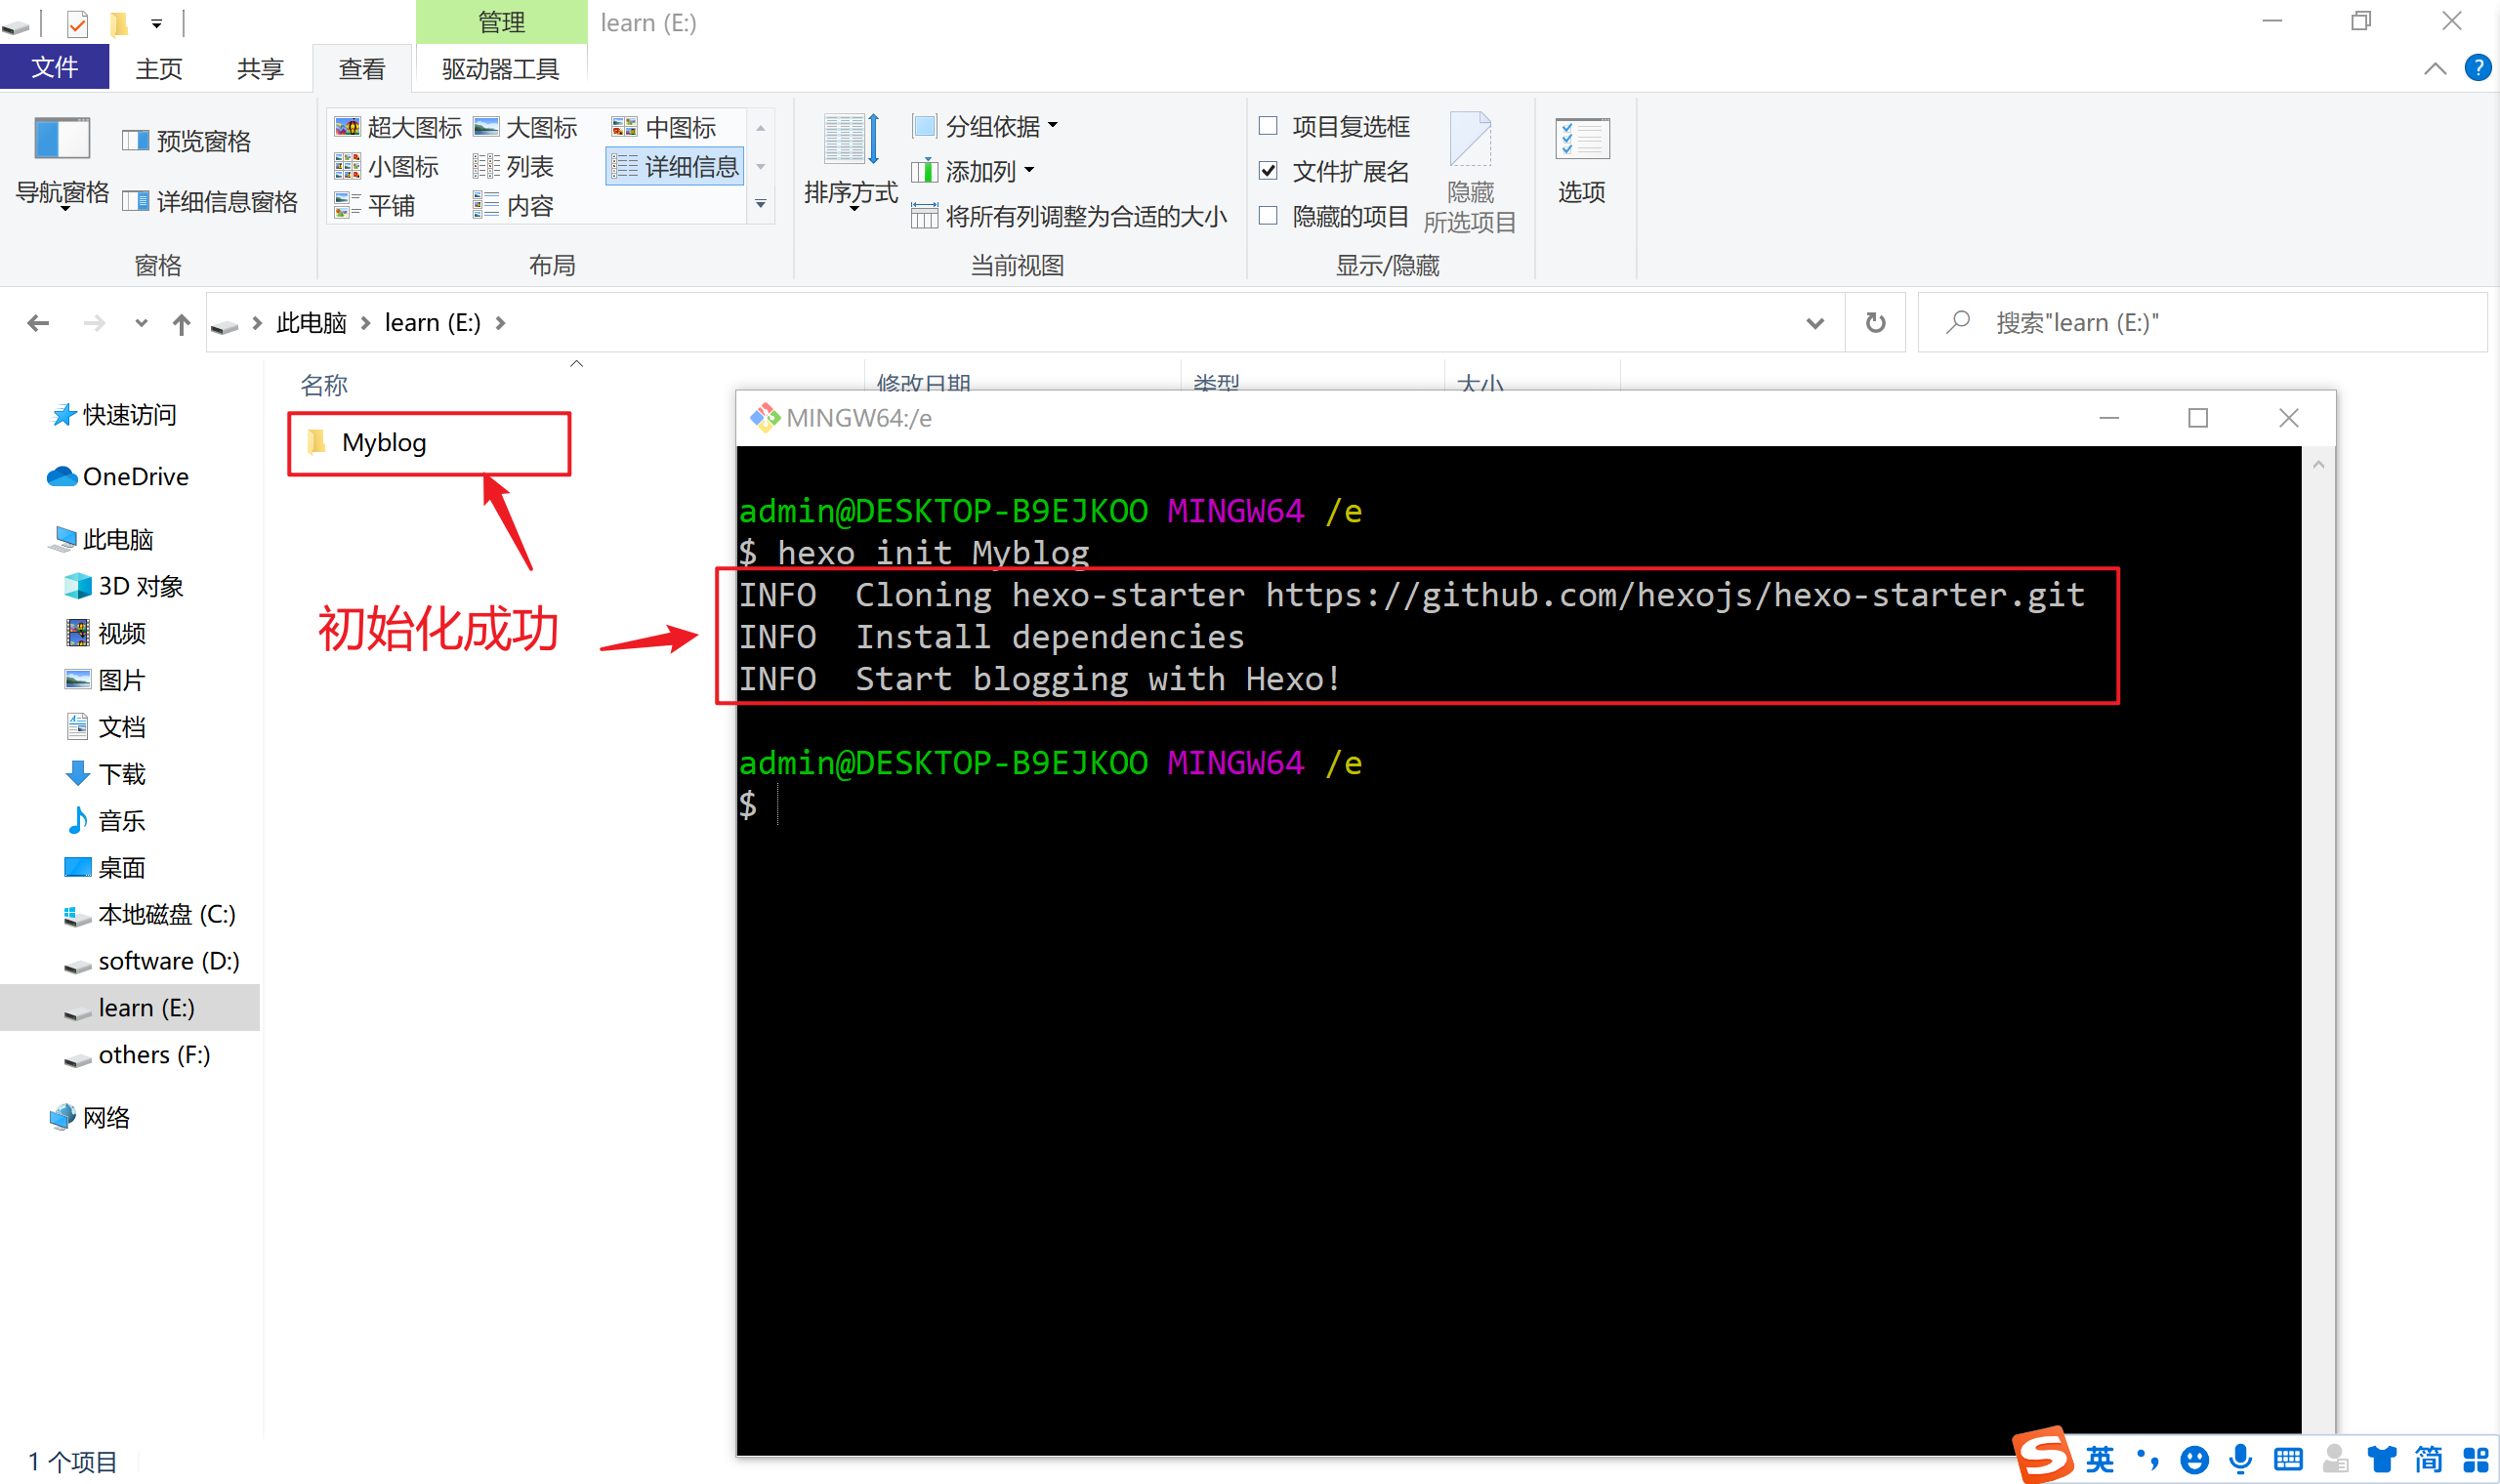 管理
learn (E:)
文件
主页
共享
查看
驱动器工具
导航窗格
预览窗格
详细信息窗格
窗格
超大图标
大图标
中图标
小图标
列表
详细信息
平铺
内容
布局
排序方式
分组依据
添加列
将所有列调整为合适的大小
当前视图
项目复选框
文件扩展名
隐藏的项目
隐藏
所选项目
显示/隐藏
选项
此电脑
learn (E:)
搜索"learn (E:)"
名称
修改日期
类型
大小
快速访问
OneDrive
此电脑
3D 对象
视频
图片
文档
下载
音乐
桌面
本地磁盘 (C:)
software (D:)
learn (E:)
others (F:)
网络
Myblog
初始化成功
MINGW64:/e
admin@DESKTOP-B9EJKOO MINGW64 /e
$ hexo init Myblog
INFO  Cloning hexo-starter https://github.com/hexojs/hexo-starter.git
INFO  Install dependencies
INFO  Start blogging with Hexo!
admin@DESKTOP-B9EJKOO MINGW64 /e
$
1 个项目
英
简